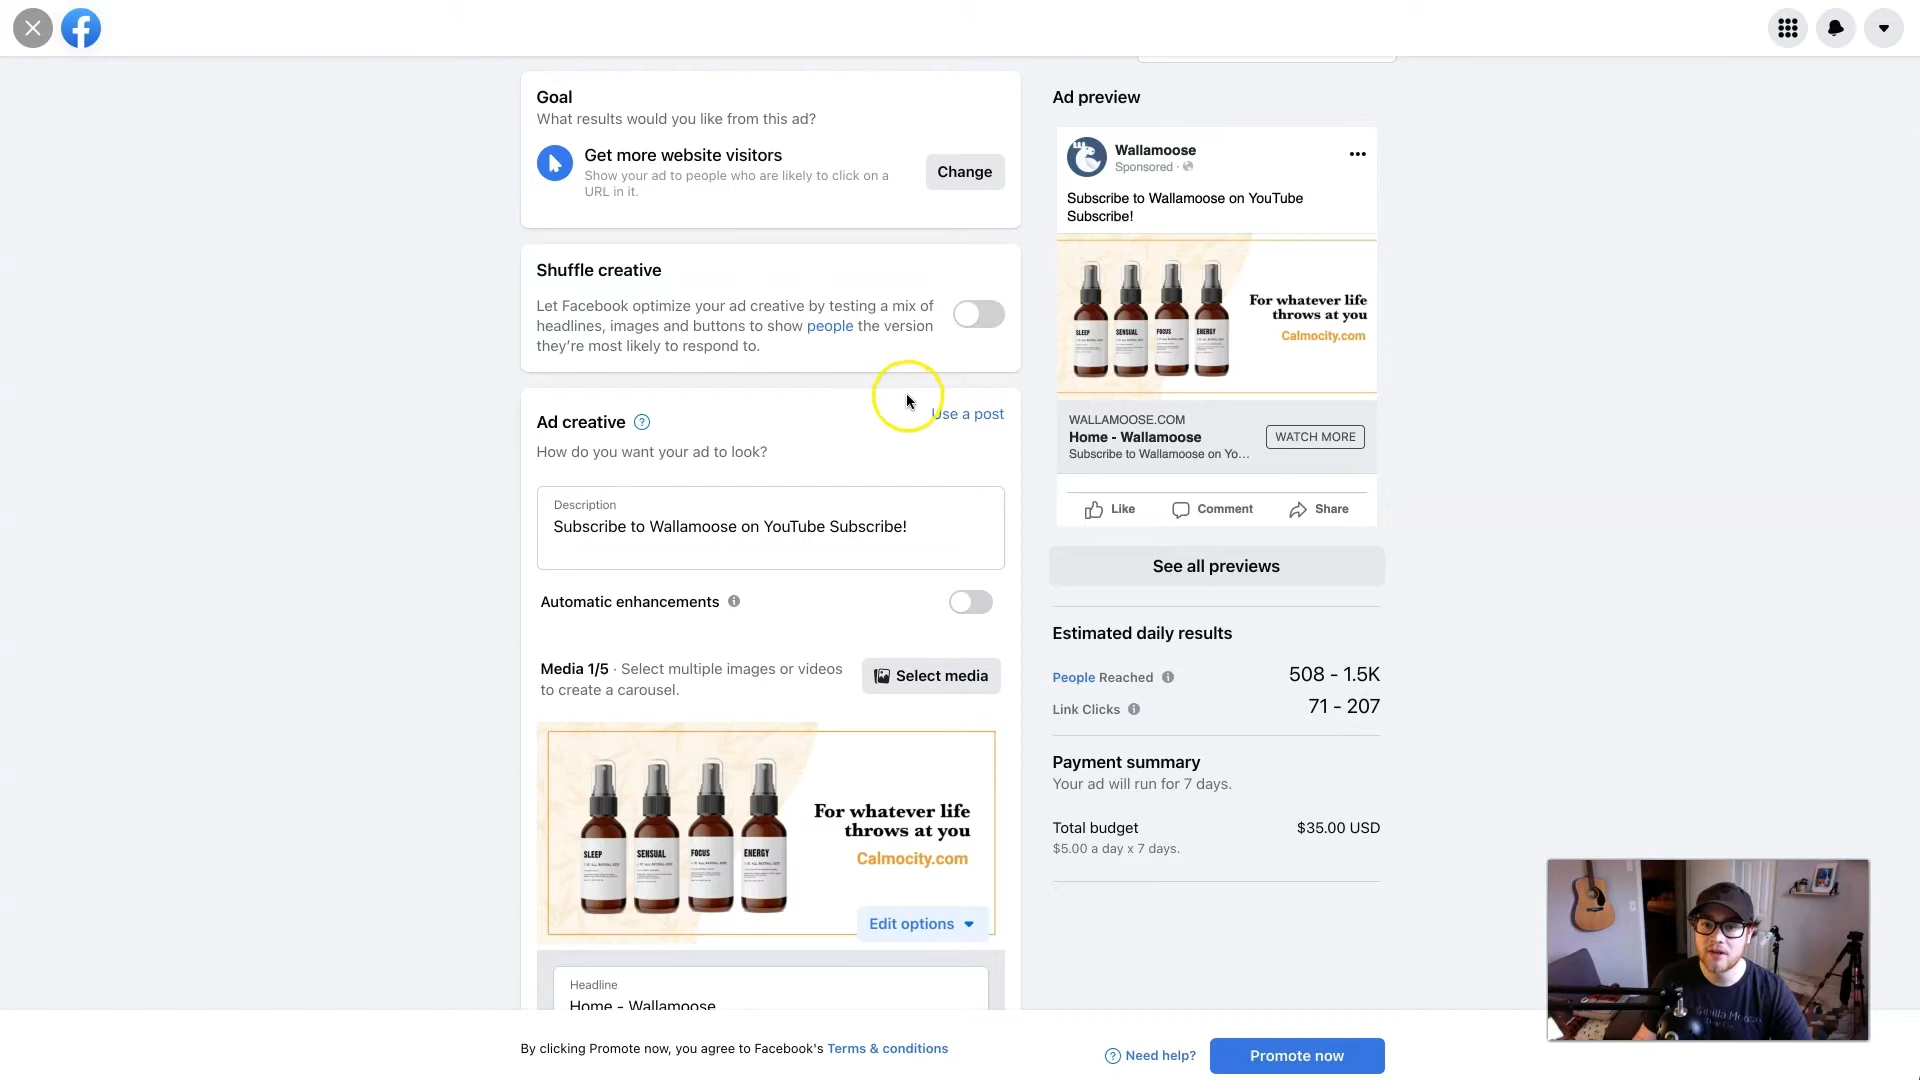 Goal
What results would you like from this ad?
Get more website visitors
Show your ad to people who are likely to click on a
URL in it.
Change
Shuffle creative
Let Facebook optimize your ad creative by testing a mix of
headlines, images and buttons to show people the version
they're most likely to respond to.
Ad creative
Use a post
How do you want your ad to look?
Description
Subscribe to Wallamoose on YouTube Subscribe!
Automatic enhancements
Media 1/5 · Select multiple images or videos
to create a carousel.
Select media
SLEEP
SENSUAL
FOCUS
ENERGY
For whatever life
throws at you
Calmocity.com
Edit options
Headline
Home - Wallamoose
Ad preview
Wallamoose
Sponsored ·
Subscribe to Wallamoose on YouTube
Subscribe!
SLEEP
SENSUAL
FOCUS
ENERGY
For whatever life
throws at you
Calmocity.com
WALLAMOOSE.COM
Home - Wallamoose
Subscribe to Wallamoose on Yo...
WATCH MORE
Like
Comment
Share
See all previews
Estimated daily results
People Reached
508 - 1.5K
Link Clicks
71 - 207
Payment summary
Your ad will run for 7 days.
Total budget
$35.00 USD
$5.00 a day x 7 days.
By clicking Promote now, you agree to Facebook's Terms & conditions
Need help?
Promote now